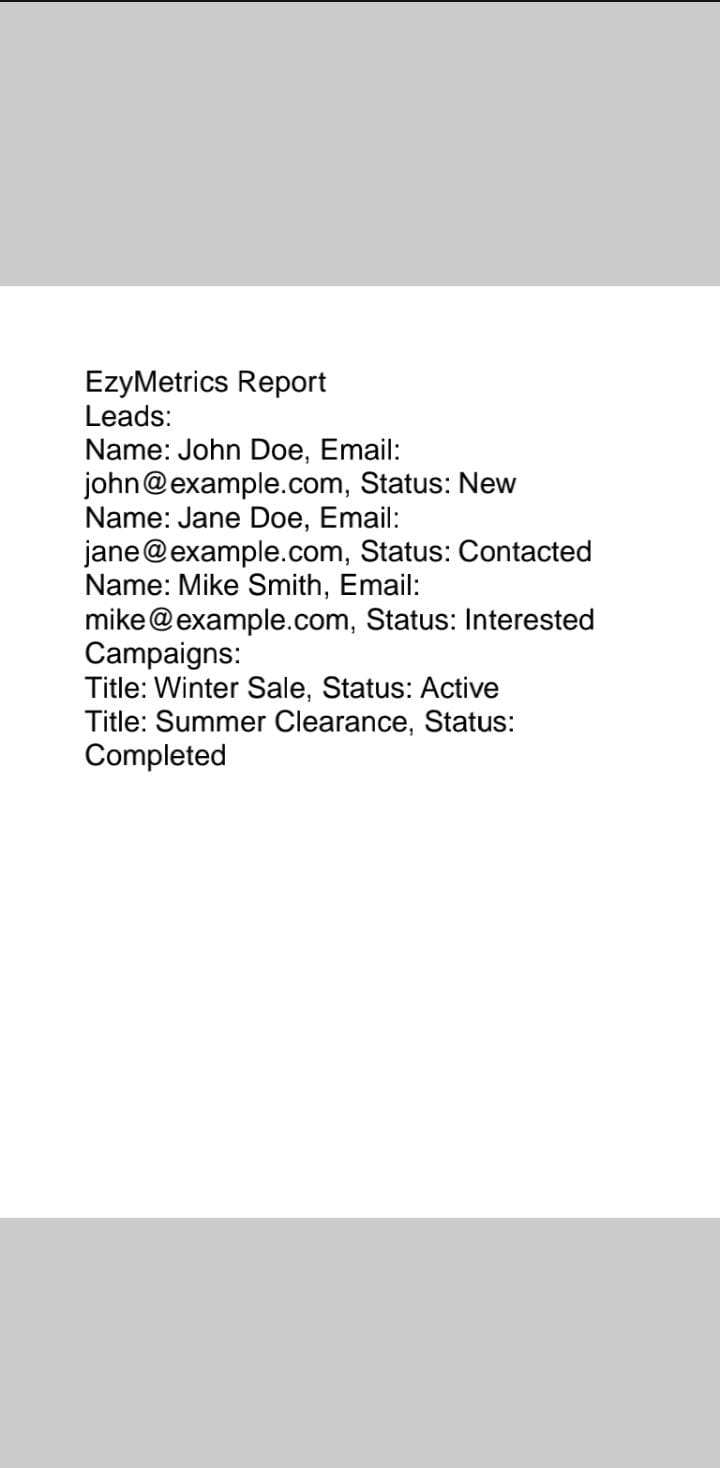 EzyMetrics Report
Leads:
Name: John Doe, Email:
john@example.com, Status: New
Name: Jane Doe, Email:
jane@example.com, Status: Contacted
Name: Mike Smith, Email:
mike@example.com, Status: Interested
Campaigns:
Title: Winter Sale, Status: Active
Title: Summer Clearance, Status:
Completed